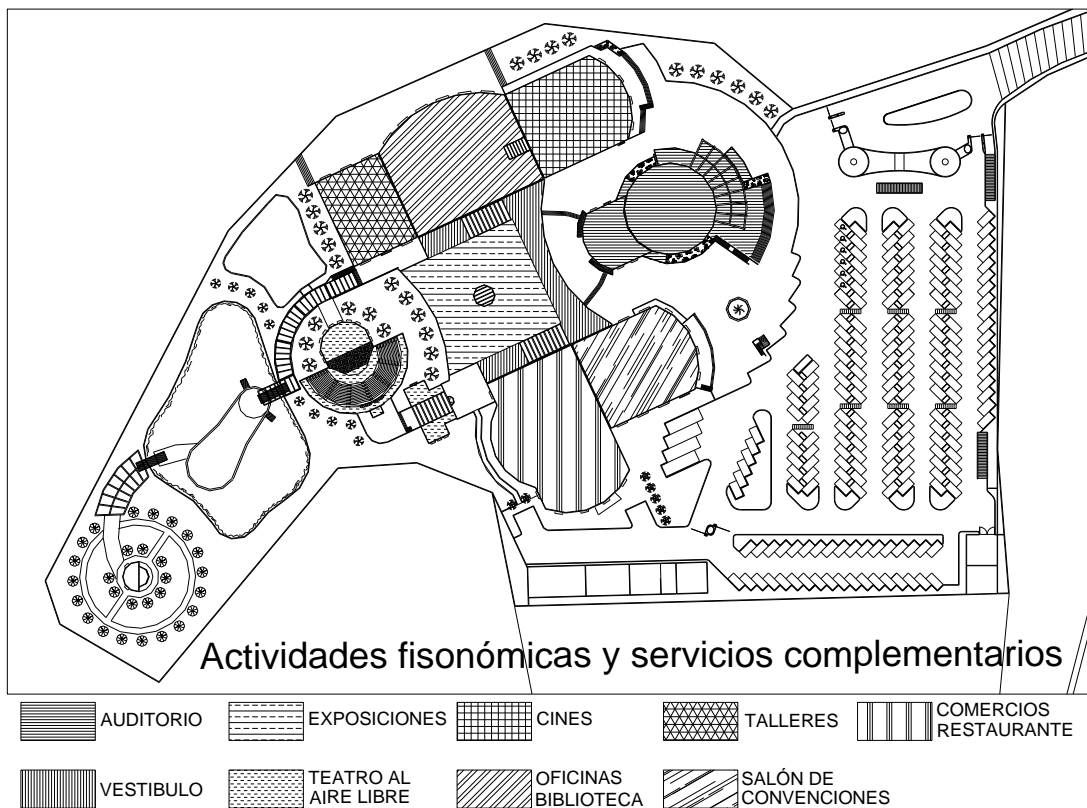 Actividades fisonómicas y servicios complementarios
AUDITORIO
EXPOSICIONES
CINES
TALLERES
COMERCIOS
RESTAURANTE
VESTIBULO
TEATRO AL
AIRE LIBRE
OFICINAS
BIBLIOTECA
SALÓN DE
CONVENCIONES